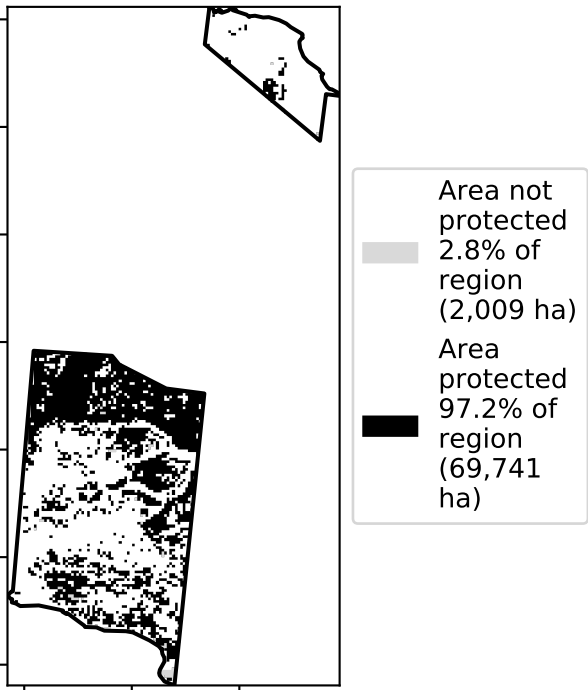 Area not
protected
2.8% of
region
(2,009 ha)
Area
protected
97.2% of
region
(69,741
ha)